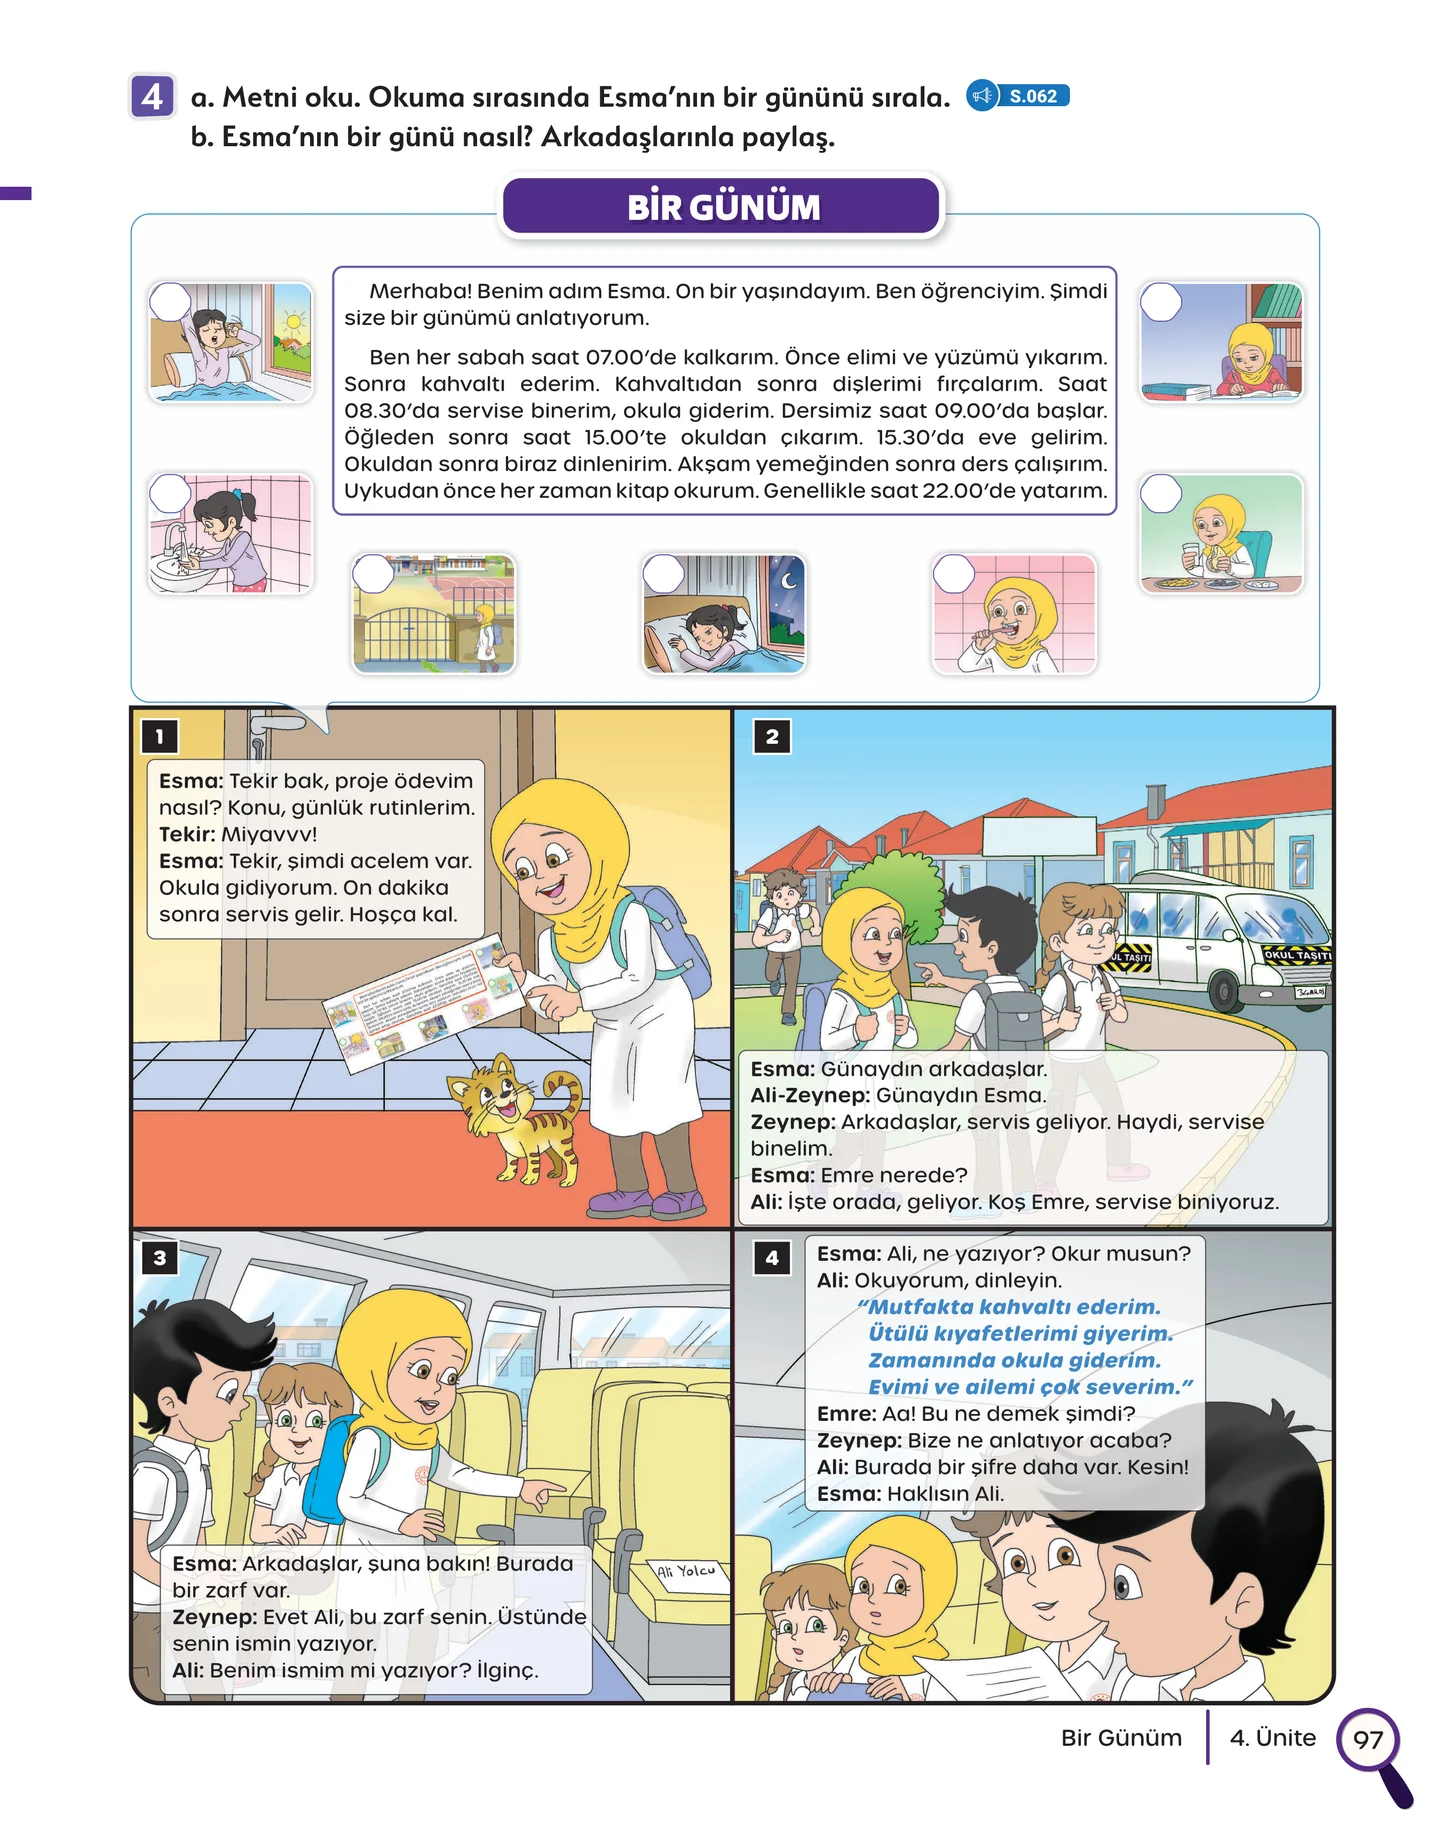 4
a. Metni oku. Okuma sırasında Esma’nın bir gününü sırala.
S.062
b. Esma’nın bir günü nasıl? Arkadaşlarınla paylaş.
BİR GÜNÜM
Merhaba! Benim adım Esma. On bir yaşındayım. Ben öğrenciyim. Şimdi
size bir günümü anlatıyorum.
Ben her sabah saat 07.00’de kalkarım. Önce elimi ve yüzümü yıkarım.
Sonra kahvaltı ederim. Kahvaltıdan sonra dişlerimi fırçalarım. Saat
08.30’da servise binerim, okula giderim. Dersimiz saat 09.00’da başlar.
Öğleden sonra saat 15.00’te okuldan çıkarım. 15.30’da eve gelirim.
Okuldan sonra biraz dinlenirim. Akşam yemeğinden sonra ders çalışırım.
Uykudan önce her zaman kitap okurum. Genellikle saat 22.00’de yatarım.
1
Esma: Tekir bak, proje ödevim
nasıl? Konu, günlük rutinlerim.
Tekir: Miyavvv!
Esma: Tekir, şimdi acelem var.
Okula gidiyorum. On dakika
sonra servis gelir. Hoşça kal.
2
UL TAŞITI
OKUL TAŞITI
Esma: Günaydın arkadaşlar.
Ali-Zeynep: Günaydın Esma.
Zeynep: Arkadaşlar, servis geliyor. Haydi, servise
binelim.
Esma: Emre nerede?
Ali: İşte orada, geliyor. Koş Emre, servise biniyoruz.
3
Ali Yolcu
Esma: Arkadaşlar, şuna bakın! Burada
bir zarf var.
Zeynep: Evet Ali, bu zarf senin. Üstünde
senin ismin yazıyor.
Ali: Benim ismim mi yazıyor? İlginç.
4
Esma: Ali, ne yazıyor? Okur musun?
Ali: Okuyorum, dinleyin.
“Mutfakta kahvaltı ederim.
Ütülü kıyafetlerimi giyerim.
Zamanında okula giderim.
Evimi ve ailemi çok severim.”
Emre: Aa! Bu ne demek şimdi?
Zeynep: Bize ne anlatıyor acaba?
Ali: Burada bir şifre daha var. Kesin!
Esma: Haklısın Ali.
Bir Günüm
4. Ünite
97